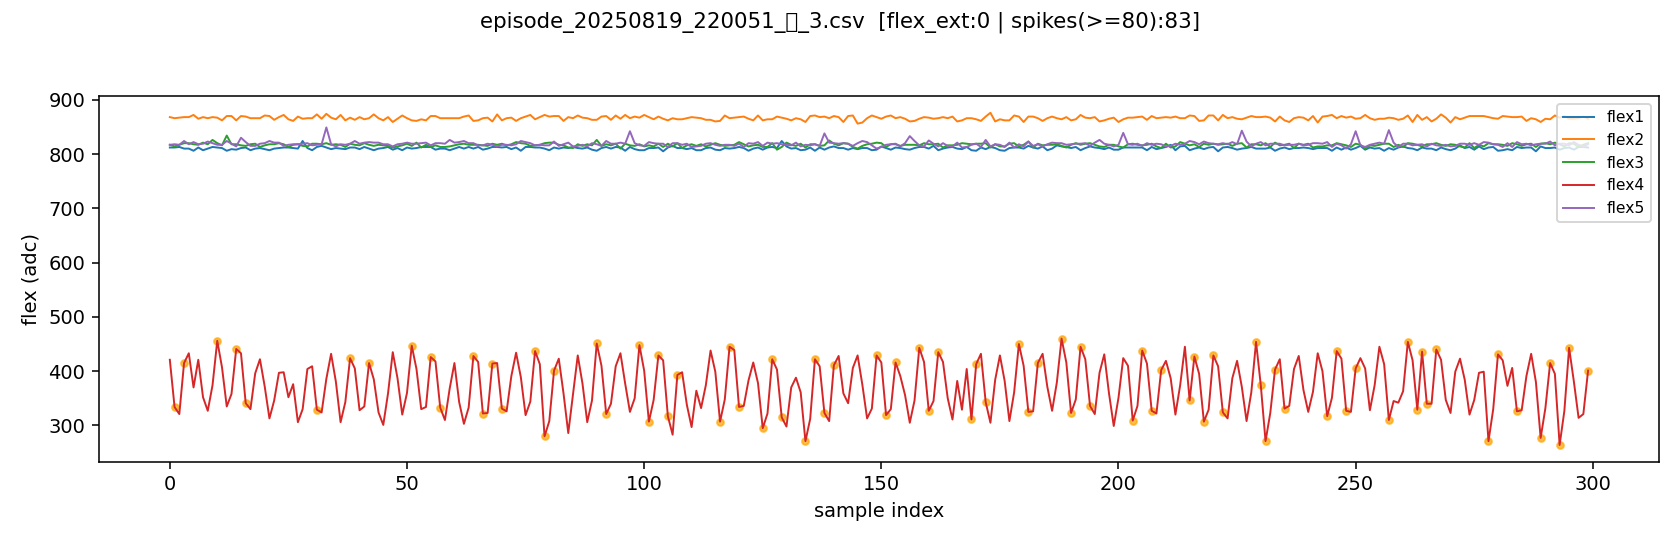 episode_20250819_220051_▯_3.csv  [flex_ext:0 | spikes(>=80):83]
900
800
700
600
500
400
300
flex (adc)
flex1
flex2
flex3
flex4
flex5
0
50
100
150
200
250
300
sample index